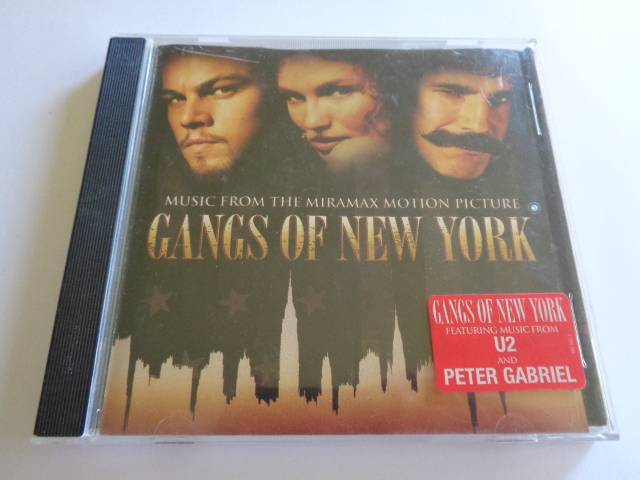 MUSIC FROM THE MIRAMAX MOTION PICTURE
GANGS OF NEW YORK
GANGS OF NEW YORK
FEATURING MUSIC FROM
U2
AND
PETER GABRIEL